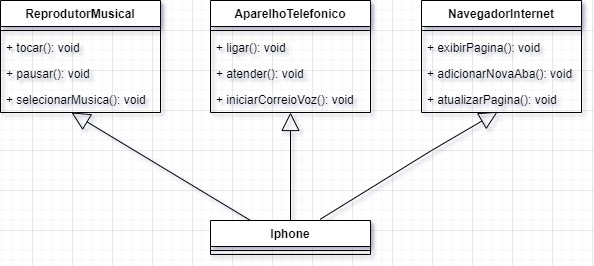 ReprodutorMusical
+ tocar(): void
+ pausar(): void
+ selecionarMusica(): void
AparelhoTelefonico
+ ligar(): void
+ atender(): void
+ iniciarCorreioVoz(): void
NavegadorInternet
+ exibirPagina(): void
+ adicionarNovaAba(): void
+ atualizarPagina(): void
Iphone